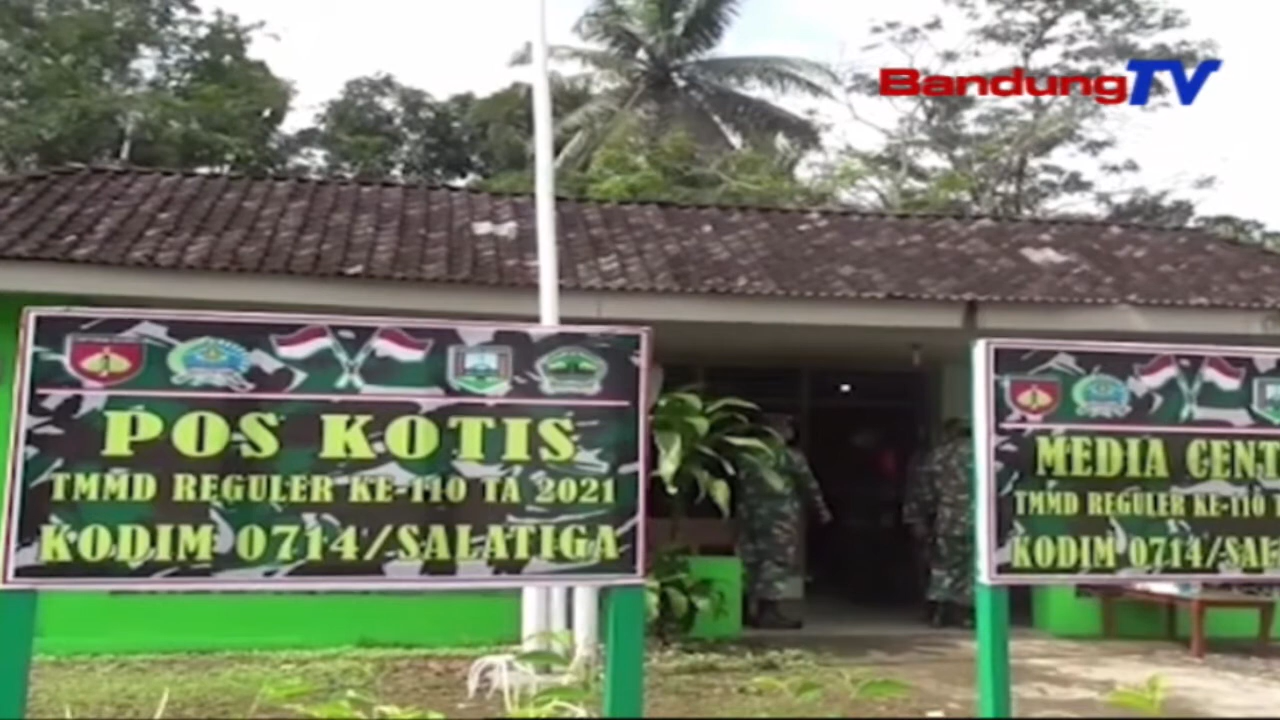 BandungTV
POS KOTIS
TMMD REGULER KE-110 TA 2021
KODIM 0714/SALATIGA
MEDIA CENT
TMMD REGULER KE-110
KODIM 0714/SAL